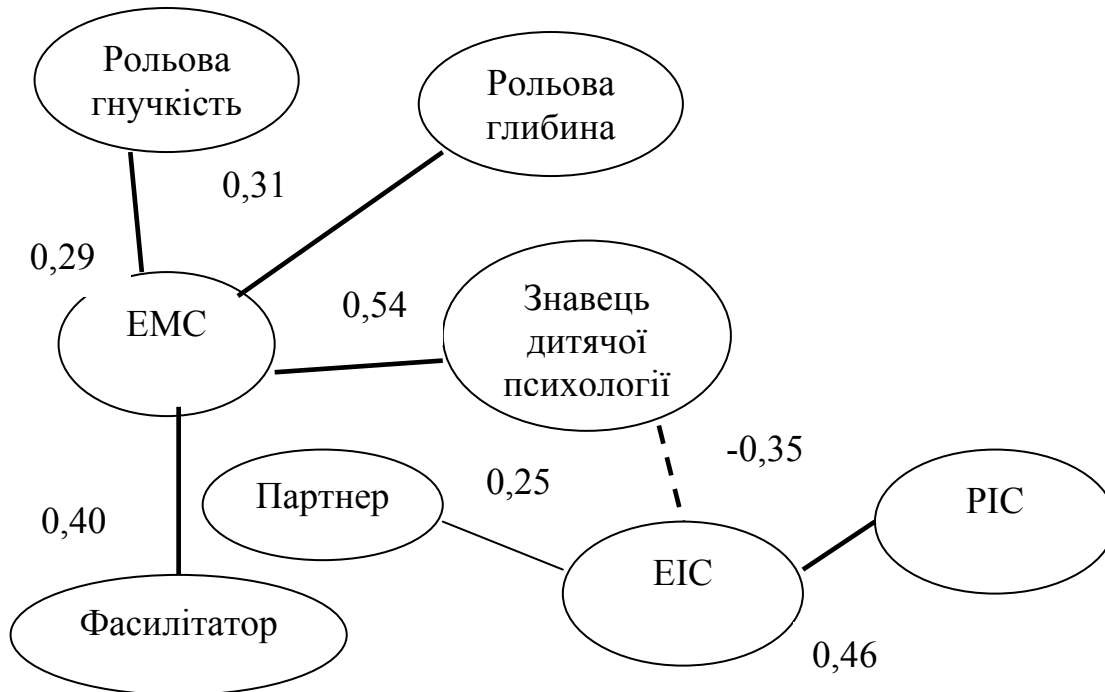 Рольова
гнучкість
Рольова
глибина
0,31
0,29
ЕМС
0,54
Знавець
дитячої
психології
-0,35
Партнер
0,25
РІС
0,40
ЕІС
Фасилітатор
0,46